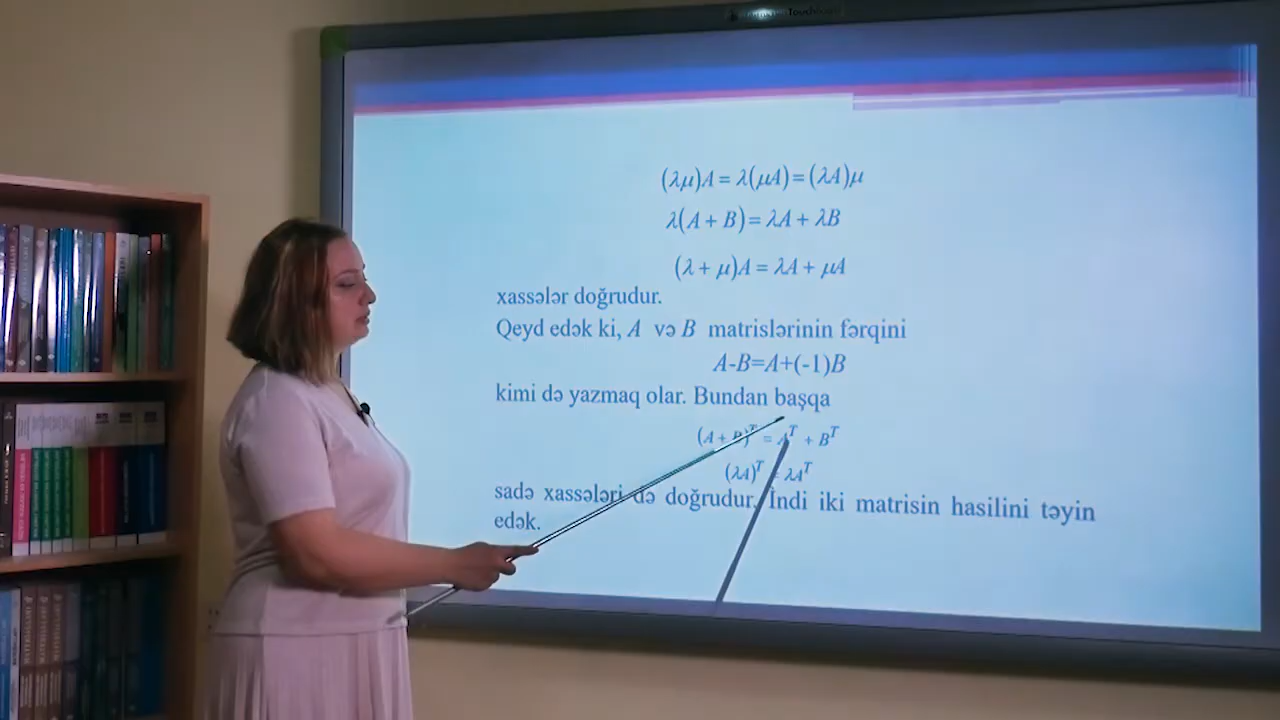 (λμ)A = λ(μA) = (λA)μ
λ(A + B) = λA + λB
(λ + μ)A = λA + μA
xassələr doğrudur.
Qeyd edək ki, A və B matrislərinin fərqini
A-B=A+(-1)B
kimi də yazmaq olar. Bundan başqa
(A + B)ᵀ = Aᵀ + Bᵀ
(λA)ᵀ = λAᵀ
sadə xassələri də doğrudur. İndi iki matrisin hasilini təyin
edək.